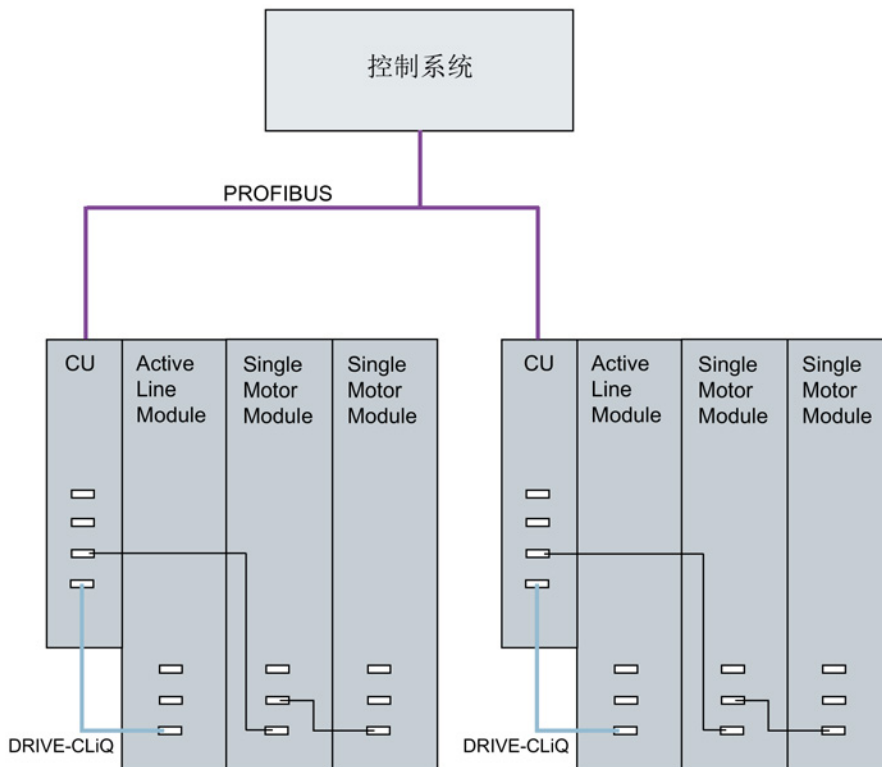 控制系统
PROFIBUS
CU
Active
Line
Module
Single
Motor
Module
Single
Motor
Module
CU
Active
Line
Module
Single
Motor
Module
Single
Motor
Module
DRIVE-CLiQ
DRIVE-CLiQ